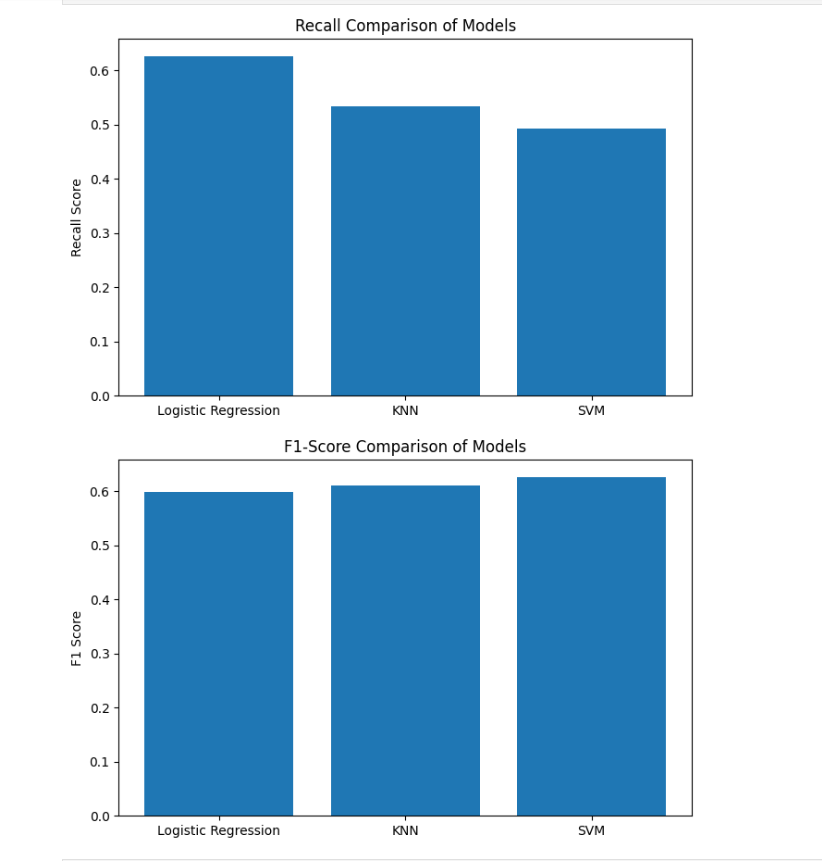 Recall Comparison of Models
0.6
0.5
0.4
0.3
0.2
0.1
0.0
Recall Score
Logistic Regression KNN SVM
F1-Score Comparison of Models
0.6
0.5
0.4
0.3
0.2
0.1
0.0
F1 Score
Logistic Regression KNN SVM